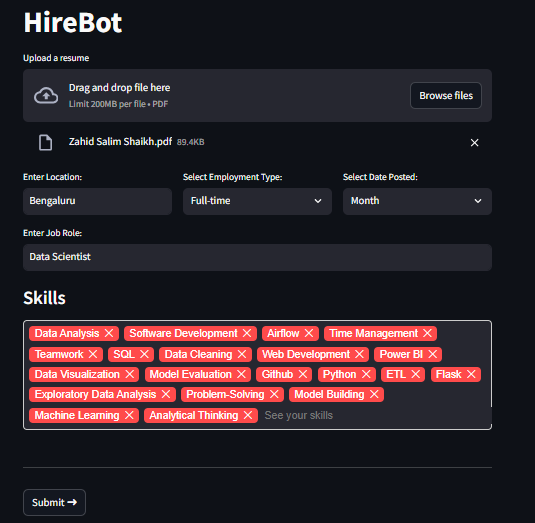 HireBot
Upload a resume
Drag and drop file here
Limit 200MB per file • PDF
Browse files
Zahid Salim Shaikh.pdf 89.4KB
Enter Location: Select Employment Type: Select Date Posted:
Bengaluru Full-time Month
Enter Job Role:
Data Scientist
Skills
Data Analysis Software Development Airflow Time Management
Teamwork SQL Data Cleaning Web Development Power BI
Data Visualization Model Evaluation Github Python ETL Flask
Exploratory Data Analysis Problem-Solving Model Building
Machine Learning Analytical Thinking See your skills
Submit ➞